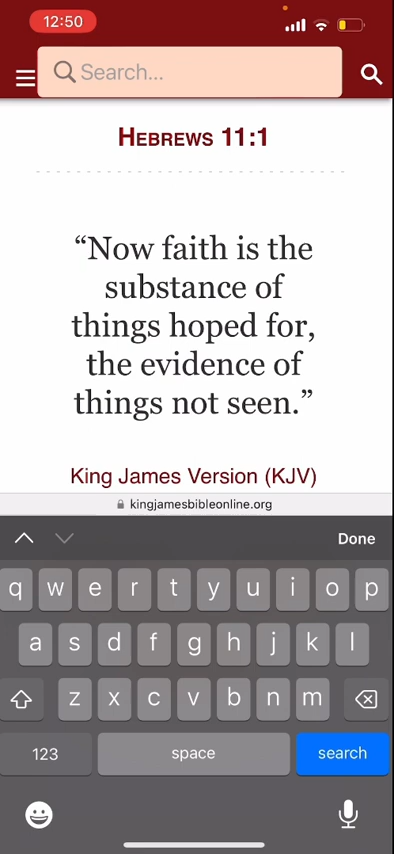 12:50
Search...
HEBREWS 11:1
“Now faith is the
substance of
things hoped for,
the evidence of
things not seen.”
King James Version (KJV)
kingjamesbibleonline.org
Done
q w e r t y u i o p
a s d f g h j k l
z x c v b n m
123 space search